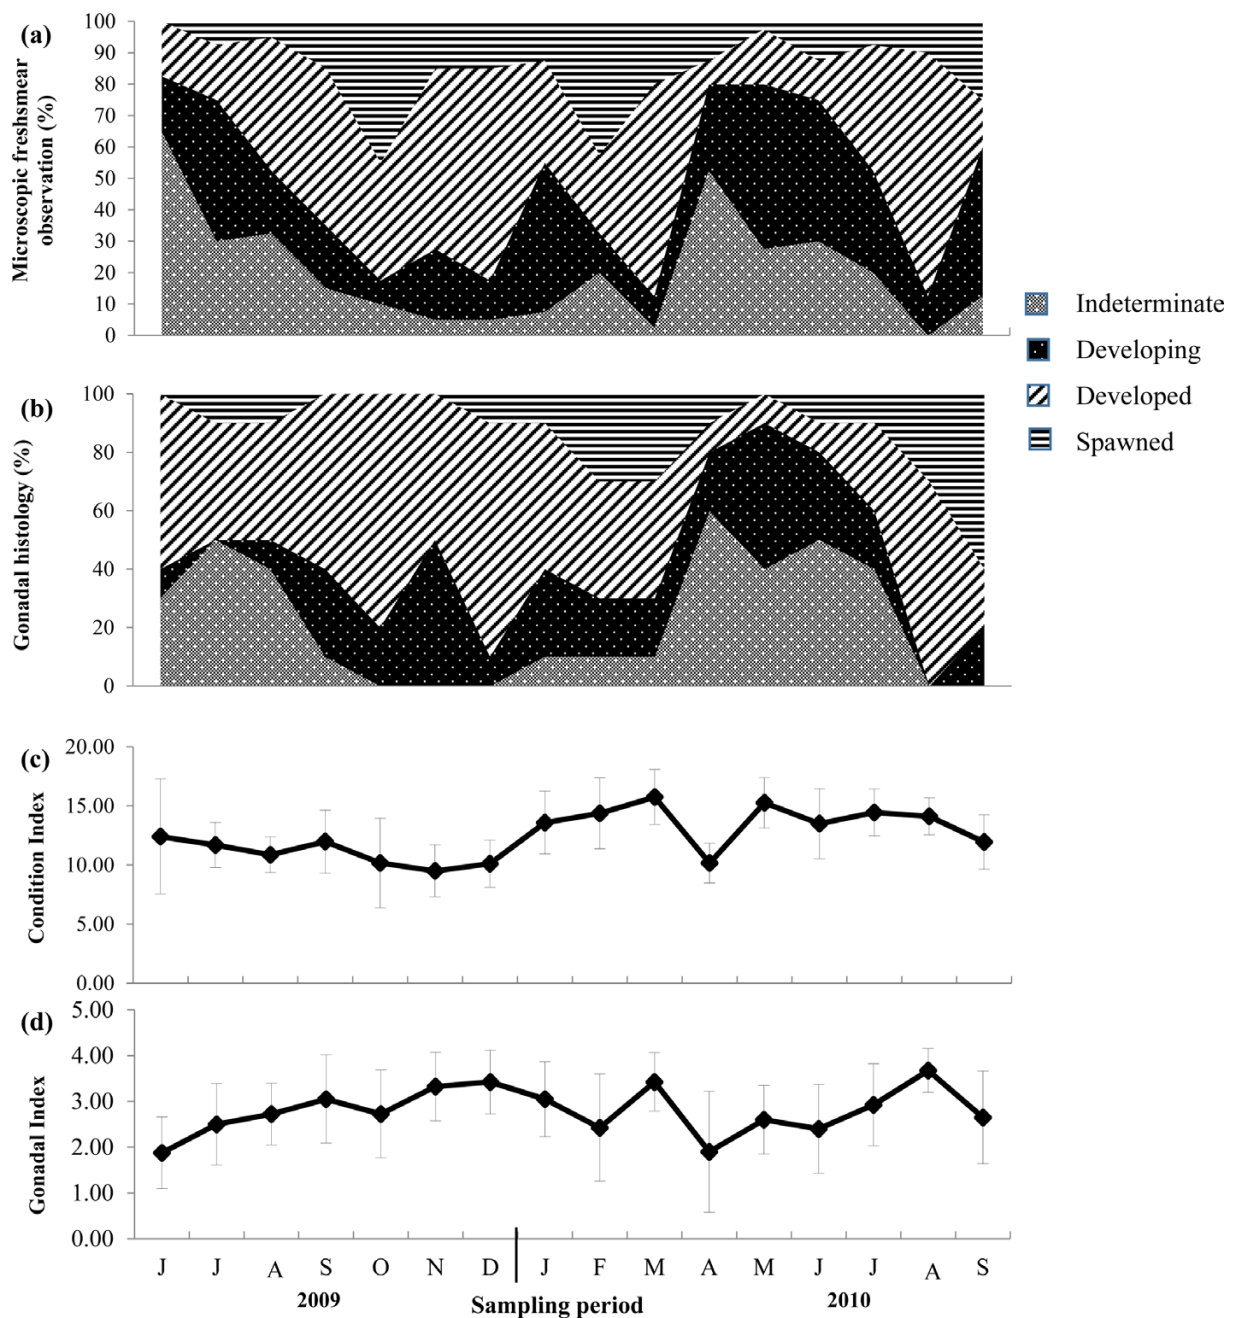 (a)
Microscopic freshsmear
observation (%)
100
90
80
70
60
50
40
30
20
10
0
Indeterminate
Developing
Developed
Spawned
(b)
Gonadal histology (%)
100
80
60
40
20
0
(c)
Condition Index
20.00
15.00
10.00
5.00
0.00
(d)
Gonadal Index
5.00
4.00
3.00
2.00
1.00
0.00
J J A S O N D J F M A M J J A S
2009 Sampling period 2010